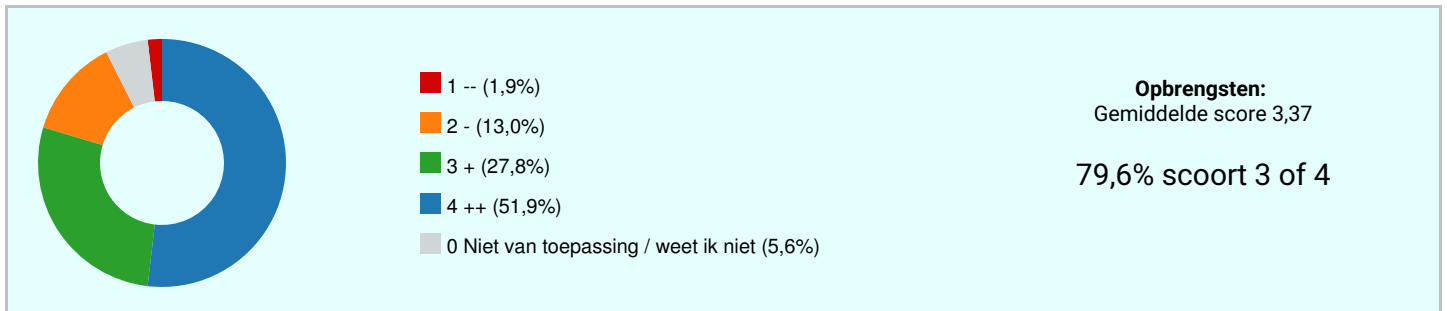 1 -- (1,9%)
2 - (13,0%)
3 + (27,8%)
4 ++ (51,9%)
0 Niet van toepassing / weet ik niet (5,6%)
Opbrengsten:
Gemiddelde score 3,37
79,6% scoort 3 of 4